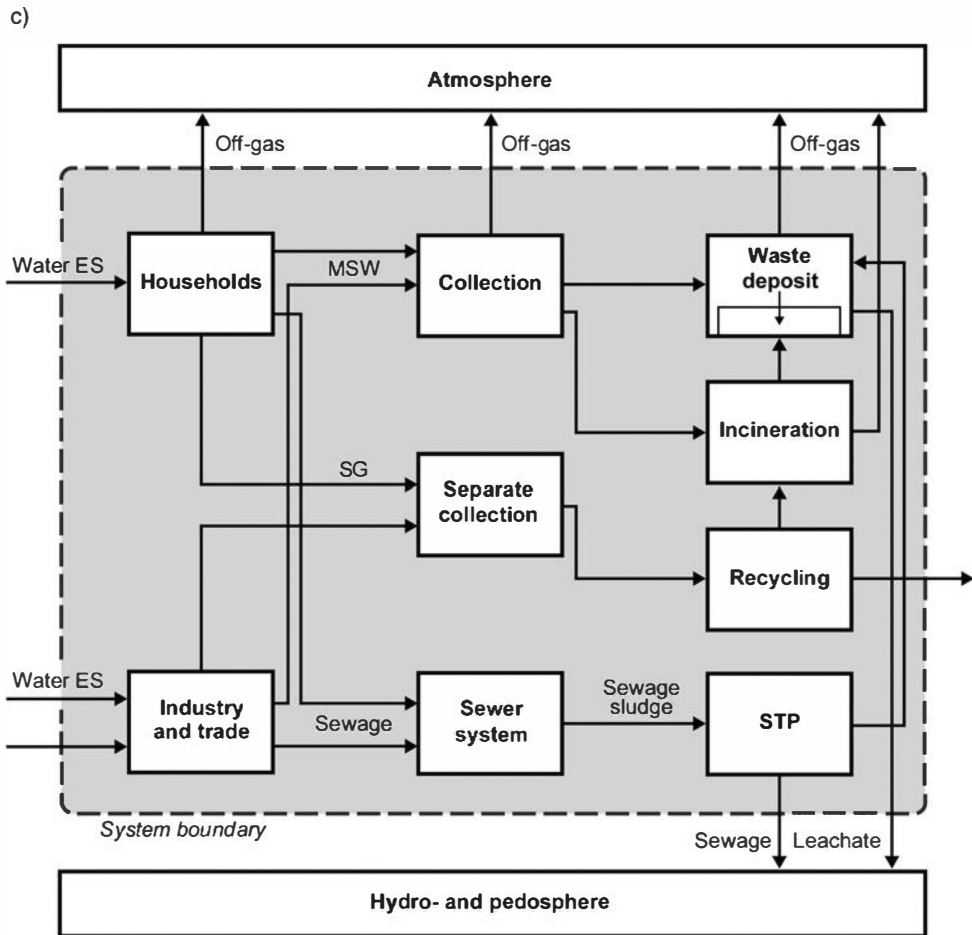 c)
Atmosphere
Off-gas
Off-gas
Off-gas
Water ES
Households
MSW
Collection
Waste
deposit
Incineration
SG
Separate
collection
Recycling
Water ES
Industry
and trade
Sewage
Sewer
system
Sewage
sludge
STP
System boundary
Sewage
Leachate
Hydro- and pedosphere